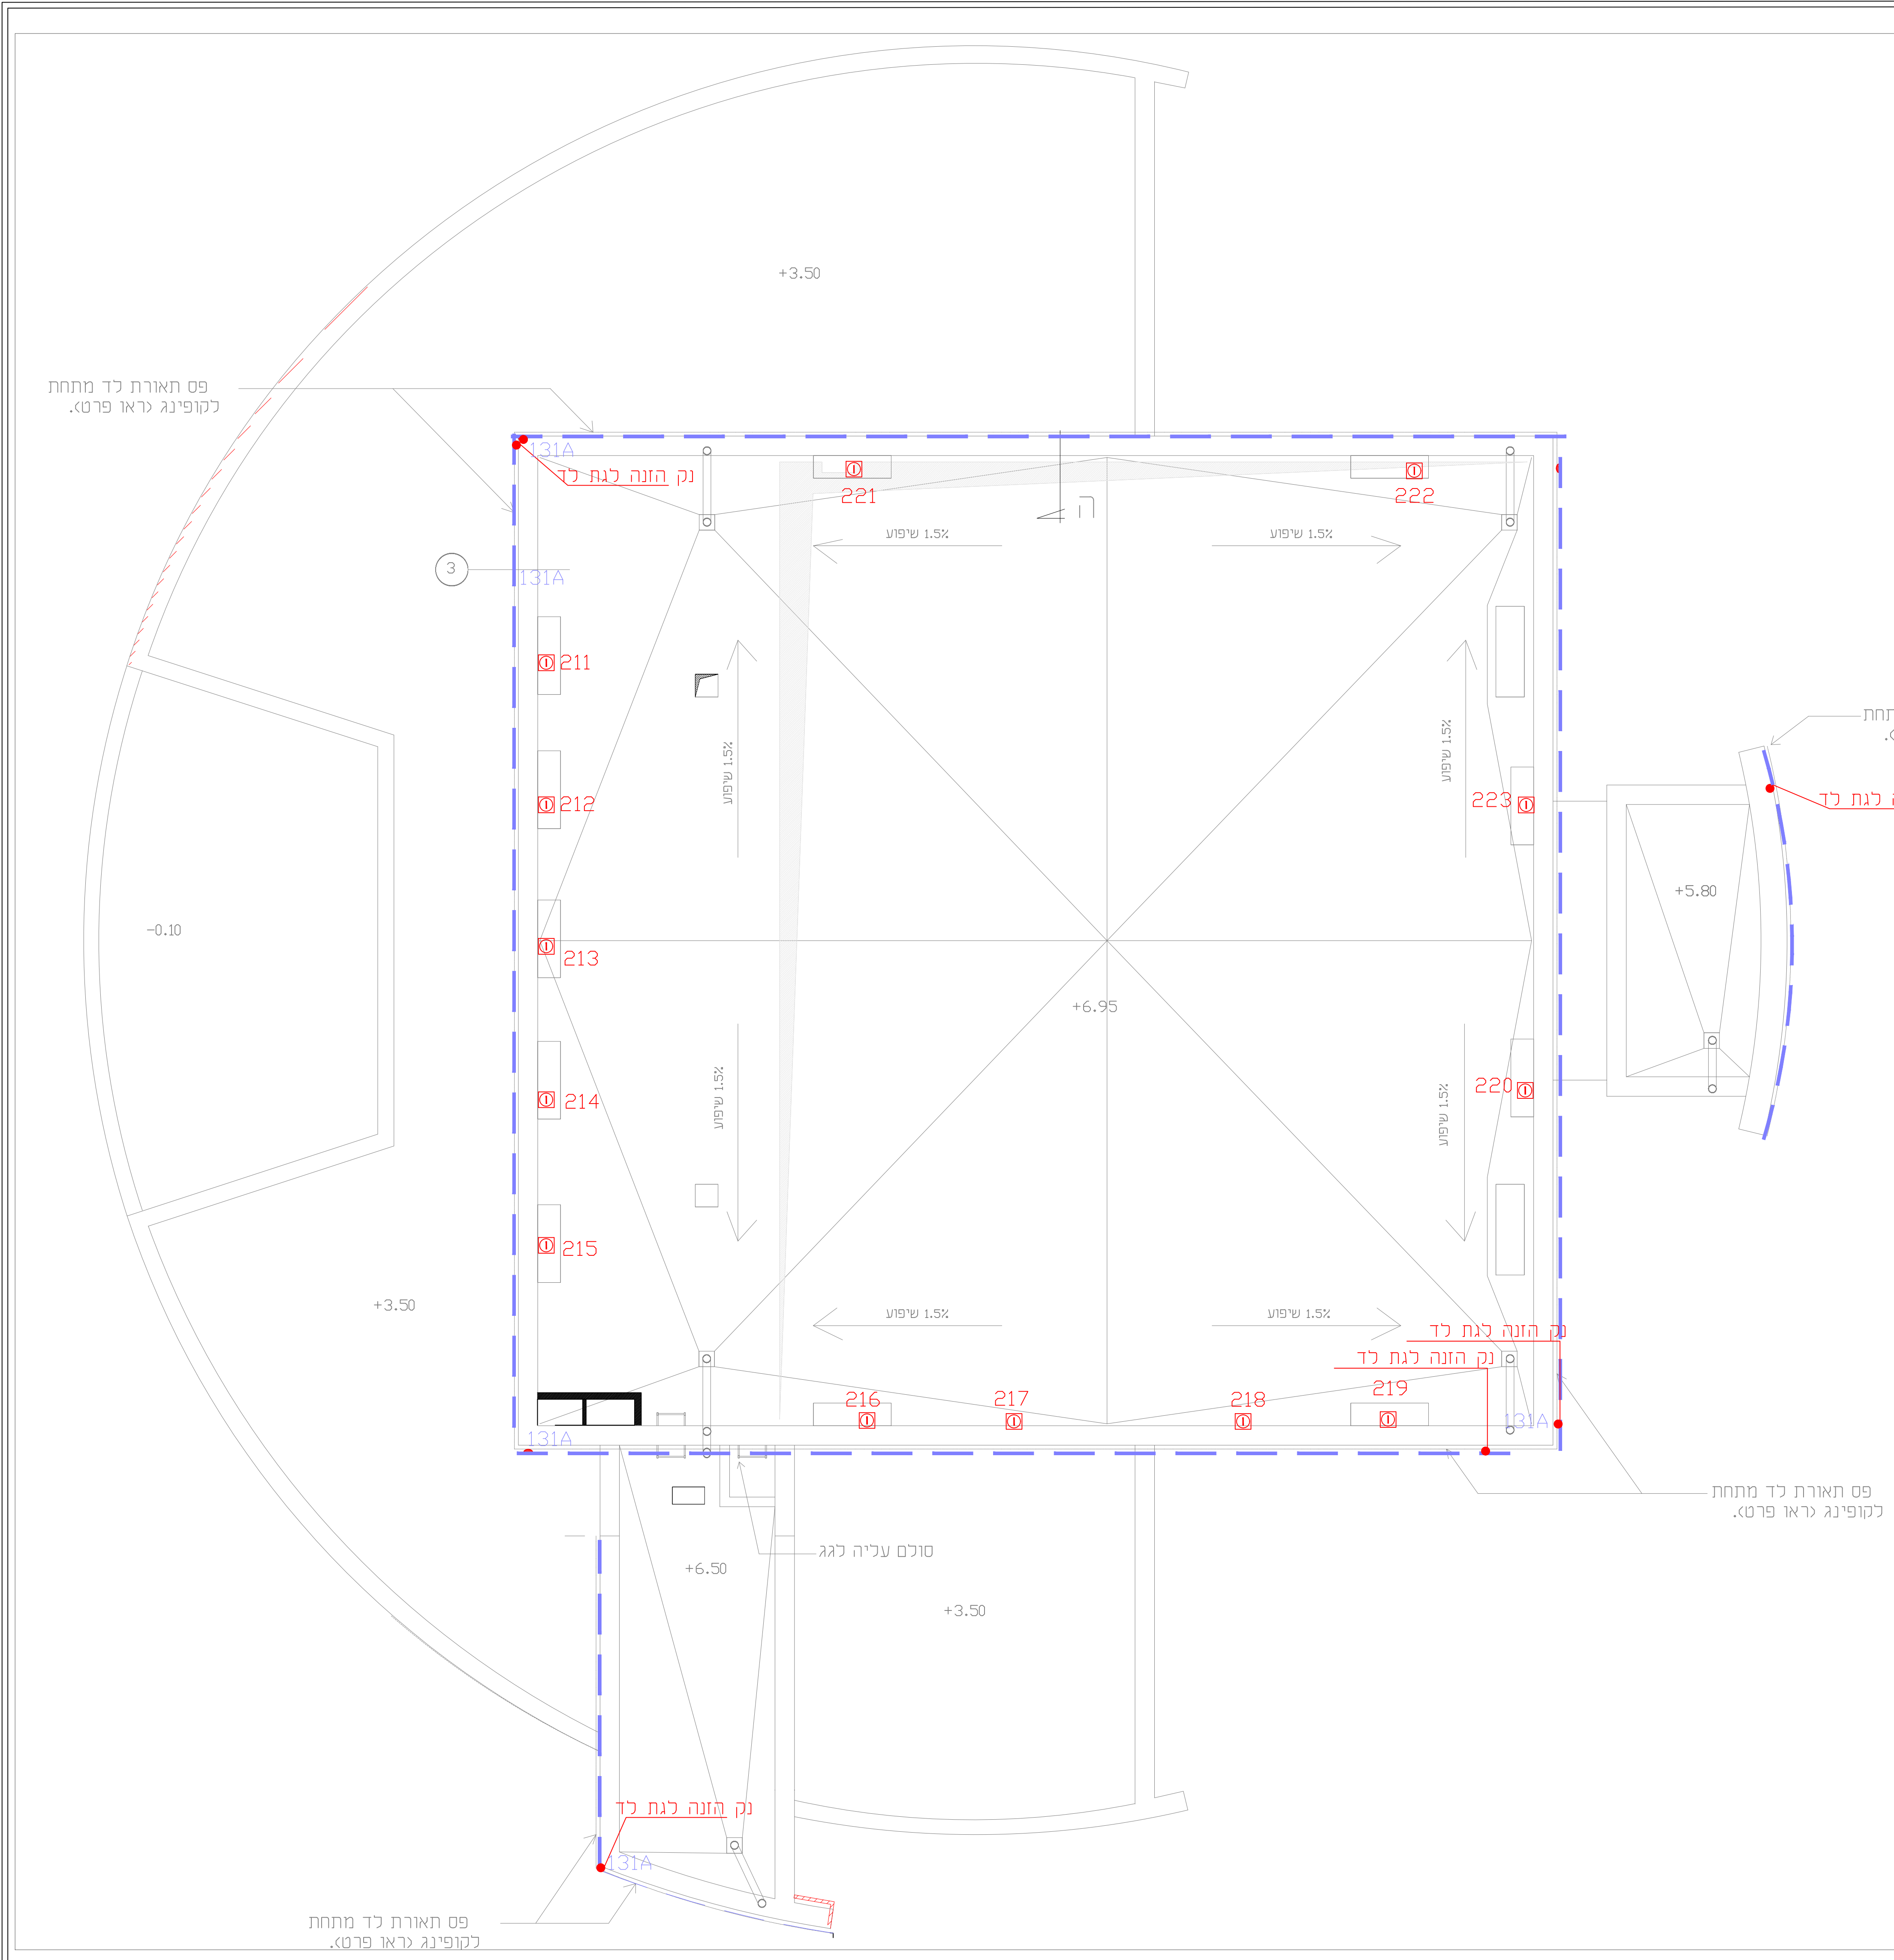 +3.50
פס תאורת לד מתחת
לקופינג (ראו פרט).
131A
נק הזנה לגת לד
221
222
ה
1.5% שיפוע
1.5% שיפוע
3
131A
211
1.5% שיפוע
1.5% שיפוע
212
223
לגת לד
+5.80
-0.10
213
+6.95
214
220
1.5% שיפוע
1.5% שיפוע
215
+3.50
1.5% שיפוע
1.5% שיפוע
נק הזנה לגת לד
נק הזנה לגת לד
216
217
218
219
131A
131A
פס תאורת לד מתחת
לקופינג (ראו פרט).
סולם עליה לגג
+6.50
+3.50
נק הזנה לגת לד
131A
פס תאורת לד מתחת
לקופינג (ראו פרט).